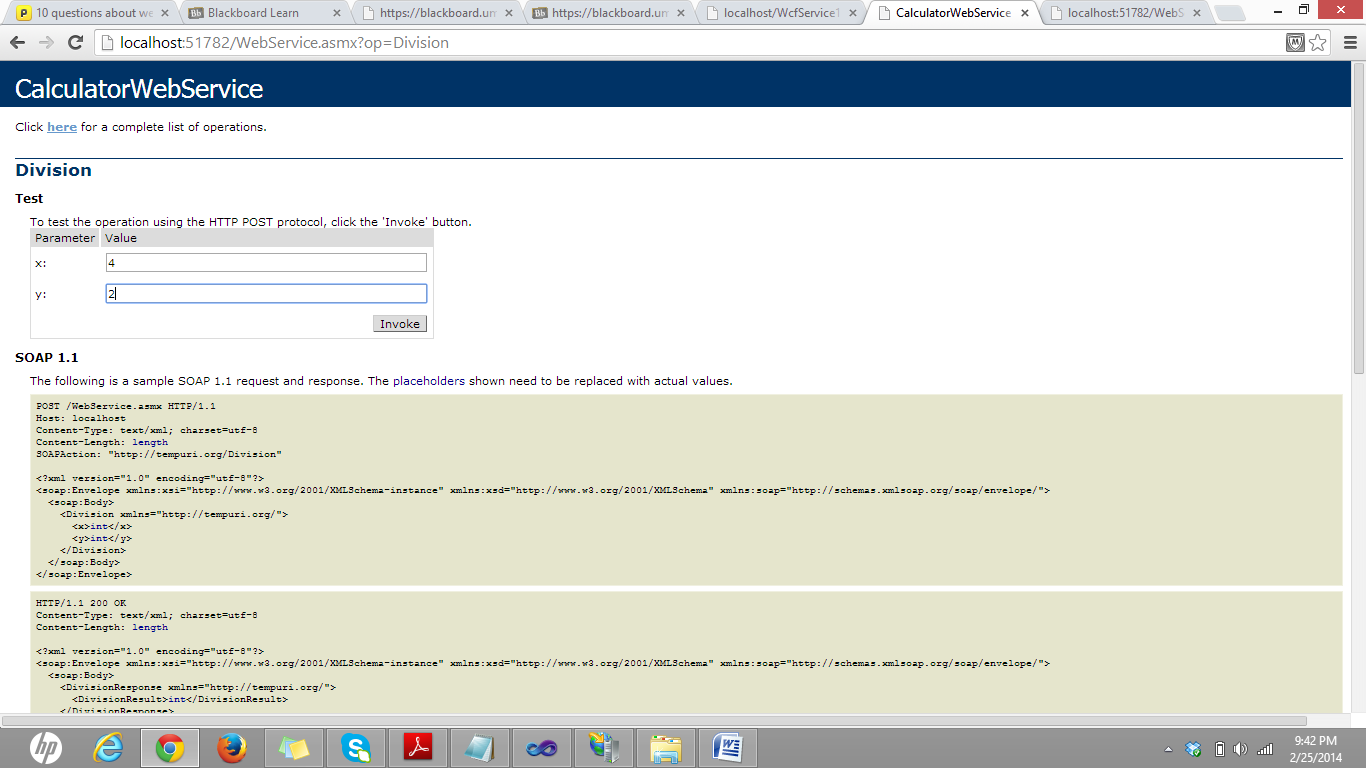 10 questions about we
Blackboard Learn
https://blackboard.um
https://blackboard.um
localhost/WcfService1
CalculatorWebService
localhost:51782/WebS
localhost:51782/WebService.asmx?op=Division
CalculatorWebService
Click here for a complete list of operations.
Division
Test
To test the operation using the HTTP POST protocol, click the 'Invoke' button.
Parameter Value
x: 4
y: 2
Invoke
SOAP 1.1
The following is a sample SOAP 1.1 request and response. The placeholders shown need to be replaced with actual values.
POST /WebService.asmx HTTP/1.1
Host: localhost
Content-Type: text/xml; charset=utf-8
Content-Length: length
SOAPAction: "http://tempuri.org/Division"
<?xml version="1.0" encoding="utf-8"?>
<soap:Envelope xmlns:xsi="http://www.w3.org/2001/XMLSchema-instance" xmlns:xsd="http://www.w3.org/2001/XMLSchema" xmlns:soap="http://schemas.xmlsoap.org/soap/envelope/">
<soap:Body>
<Division xmlns="http://tempuri.org/">
<x>int</x>
<y>int</y>
</Division>
</soap:Body>
</soap:Envelope>
HTTP/1.1 200 OK
Content-Type: text/xml; charset=utf-8
Content-Length: length
<?xml version="1.0" encoding="utf-8"?>
<soap:Envelope xmlns:xsi="http://www.w3.org/2001/XMLSchema-instance" xmlns:xsd="http://www.w3.org/2001/XMLSchema" xmlns:soap="http://schemas.xmlsoap.org/soap/envelope/">
<soap:Body>
<DivisionResponse xmlns="http://tempuri.org/">
<DivisionResult>int</DivisionResult>
</DivisionResponse>
9:42 PM
2/25/2014